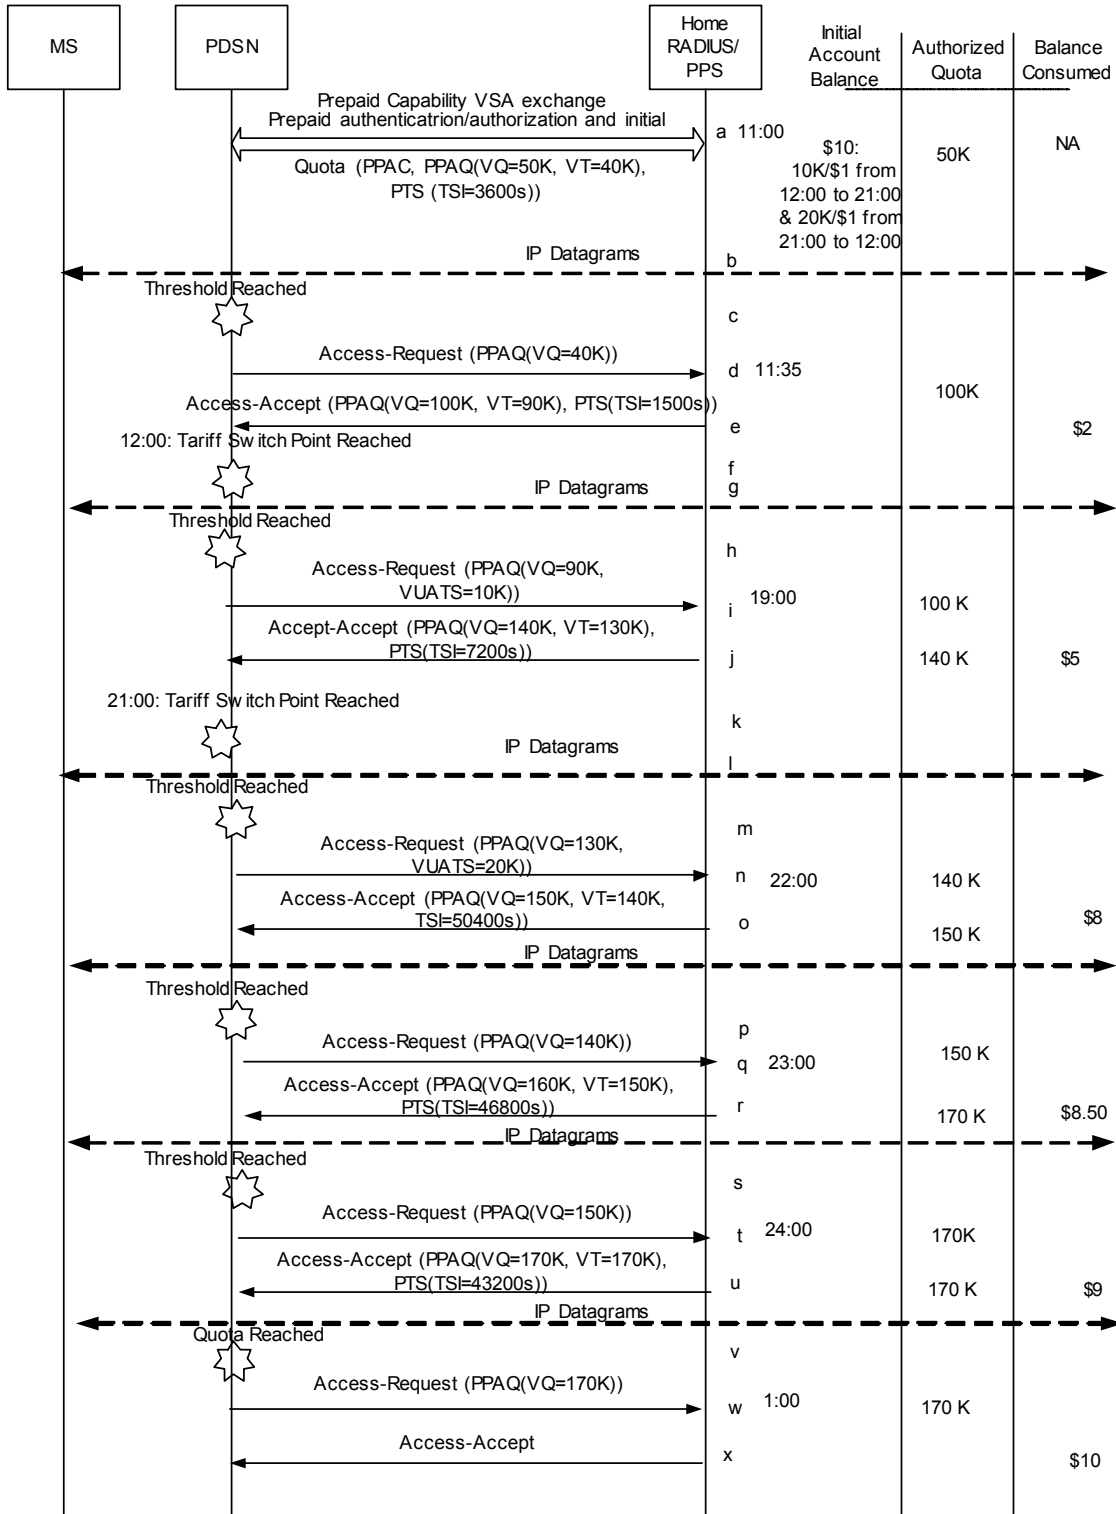 MS
PDSN
Home
RADIUS/
PPS
Initial
Account
Balance
Authorized
Quota
Balance
Consumed
Prepaid Capability VSA exchange
Prepaid authenticatrion/authorization and initial
a 11:00
Quota (PPAC, PPAQ(VQ=50K, VT=40K),
PTS (TSI=3600s))
$10:
10K/$1 from
12:00 to 21:00
& 20K/$1 from
21:00 to 12:00
50K
NA
IP Datagrams
b
Threshold Reached
c
Access-Request (PPAQ(VQ=40K))
d 11:35
100K
Access-Accept (PPAQ(VQ=100K, VT=90K), PTS(TSI=1500s))
e
$2
12:00: Tariff Switch Point Reached
f
IP Datagrams
g
Threshold Reached
h
Access-Request (PPAQ(VQ=90K,
VUATS=10K))
i 19:00
100 K
Accept-Accept (PPAQ(VQ=140K, VT=130K),
PTS(TSI=7200s))
j
140 K
$5
21:00: Tariff Switch Point Reached
k
IP Datagrams
l
Threshold Reached
m
Access-Request (PPAQ(VQ=130K,
VUATS=20K))
n 22:00
140 K
Access-Accept (PPAQ(VQ=150K, VT=140K,
TSI=50400s))
o
150 K
$8
IP Datagrams
Threshold Reached
p
Access-Request (PPAQ(VQ=140K))
q 23:00
150 K
Access-Accept (PPAQ(VQ=160K, VT=150K),
PTS(TSI=46800s))
r
170 K
$8.50
IP Datagrams
Threshold Reached
s
Access-Request (PPAQ(VQ=150K))
t 24:00
170K
Access-Accept (PPAQ(VQ=170K, VT=170K),
PTS(TSI=43200s))
u
170 K
$9
IP Datagrams
Quota Reached
v
Access-Request (PPAQ(VQ=170K))
w 1:00
170 K
Access-Accept
x
$10